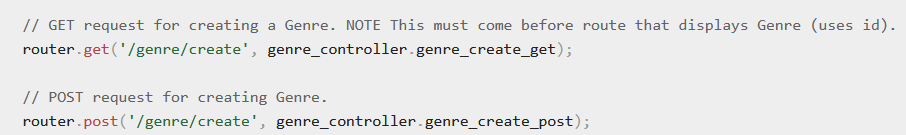 // GET request for creating a Genre. NOTE This must come before route that displays Genre (uses id).
router.get('/genre/create', genre_controller.genre_create_get);
// POST request for creating Genre.
router.post('/genre/create', genre_controller.genre_create_post);